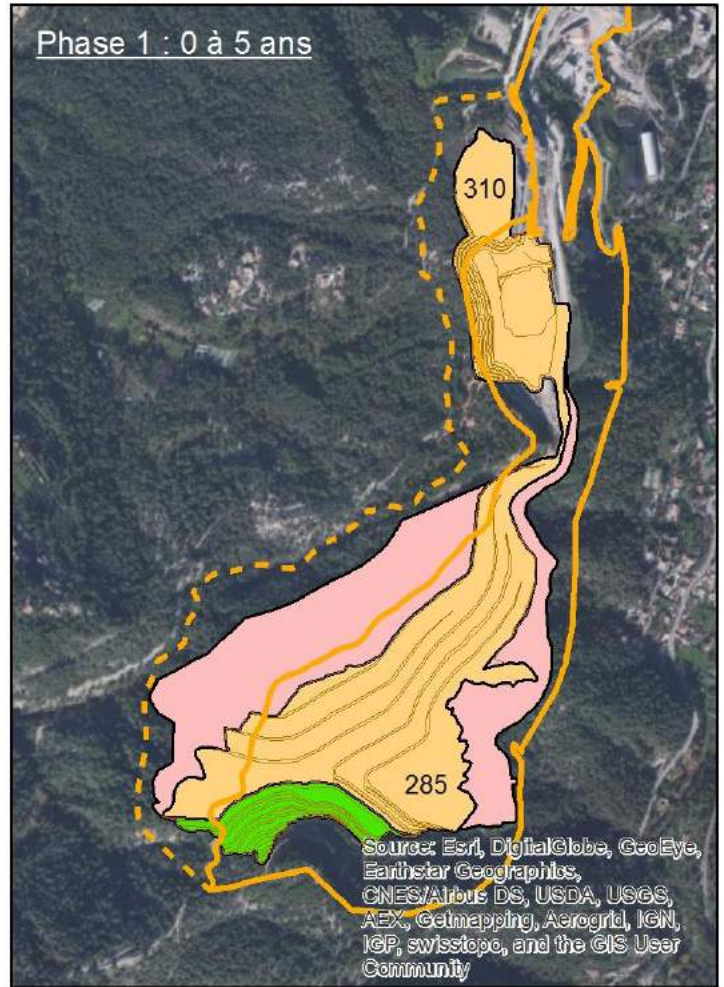 Phase 1 : 0 à 5 ans
310
285
Source: Esri, DigitalGlobe, GeoEye,
Earthstar Geographics,
CNES/Airbus DS, USDA, USGS,
AEX, Getmapping, Aerogrid, IGN,
IGP, swisstopo, and the GIS User
Community